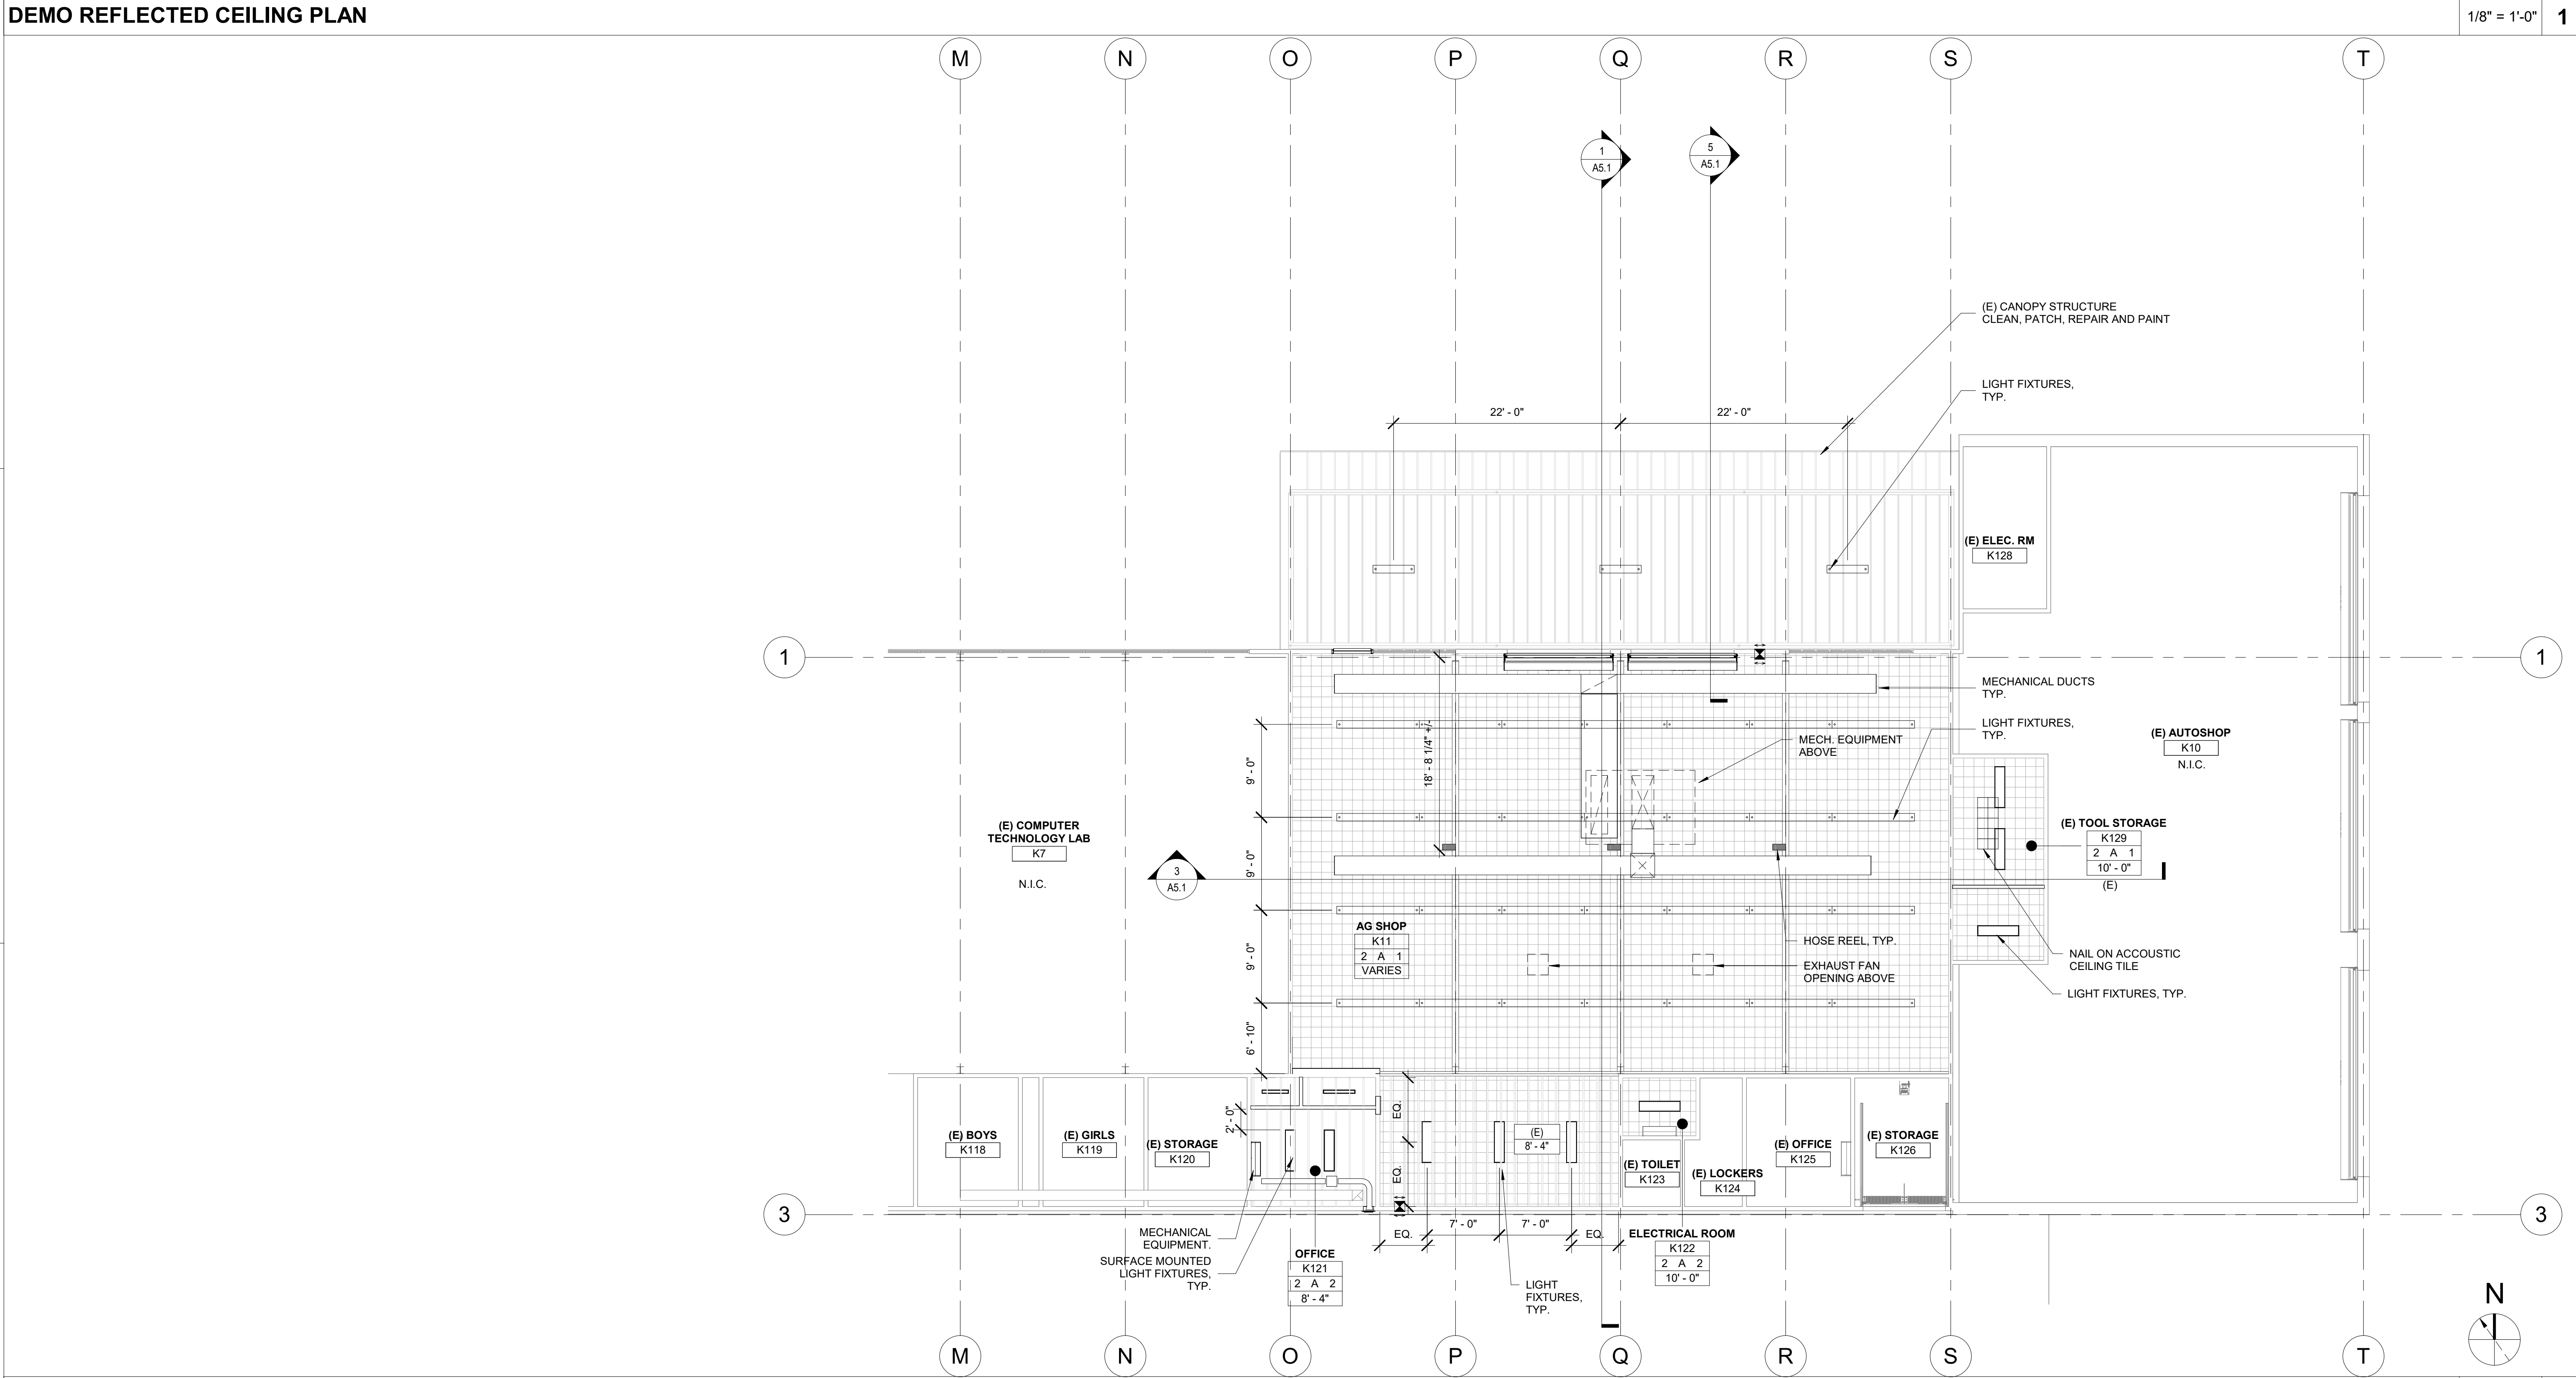 DEMO REFLECTED CEILING PLAN
1/8" = 1'-0"
1
M
N
O
P
Q
R
S
T
1
A5.1
5
A5.1
(E) CANOPY STRUCTURE
CLEAN, PATCH, REPAIR AND PAINT
LIGHT FIXTURES,
TYP.
22' - 0"
22' - 0"
(E) ELEC. RM
K128
1
1
MECHANICAL DUCTS
TYP.
LIGHT FIXTURES,
TYP.
MECH. EQUIPMENT
ABOVE
18' - 8 1/4" +/-
9' - 0"
9' - 0"
9' - 0"
6' - 10"
(E) AUTOSHOP
K10
N.I.C.
(E) COMPUTER
TECHNOLOGY LAB
K7
N.I.C.
3
A5.1
(E) TOOL STORAGE
K129
2 A 1
10' - 0"
(E)
AG SHOP
K11
2 A 1
VARIES
HOSE REEL, TYP.
EXHAUST FAN
OPENING ABOVE
NAIL ON ACCOUSTIC
CEILING TILE
LIGHT FIXTURES, TYP.
2' - 0"
EQ.
EQ.
(E)
8' - 4"
(E) BOYS
K118
(E) GIRLS
K119
(E) STORAGE
K120
(E) TOILET
K123
(E) LOCKERS
K124
(E) OFFICE
K125
(E) STORAGE
K126
3
3
MECHANICAL
EQUIPMENT.
SURFACE MOUNTED
LIGHT FIXTURES,
TYP.
OFFICE
K121
2 A 2
8' - 4"
EQ.
7' - 0"
7' - 0"
EQ.
LIGHT
FIXTURES,
TYP.
ELECTRICAL ROOM
K122
2 A 2
10' - 0"
N
M
N
O
P
Q
R
S
T